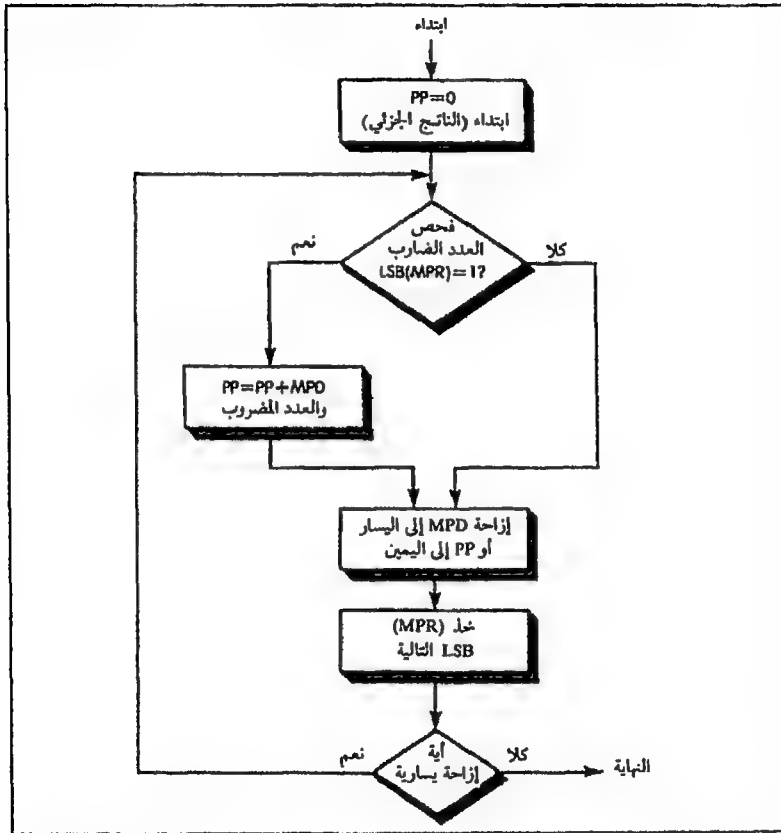 ابتداء
PP=0
ابتداء (الناتج الجزئي)
فحص
العدد الضارب
LSB(MPR)=1?
نعم
كلا
PP=PP+MPD
والعدد المضروب
إزاحة MPD إلى اليسار
أو PP إلى اليمين
خذ (MPR)
LSB التالية
أية
إزاحة يسارية
نعم
كلا
النهاية